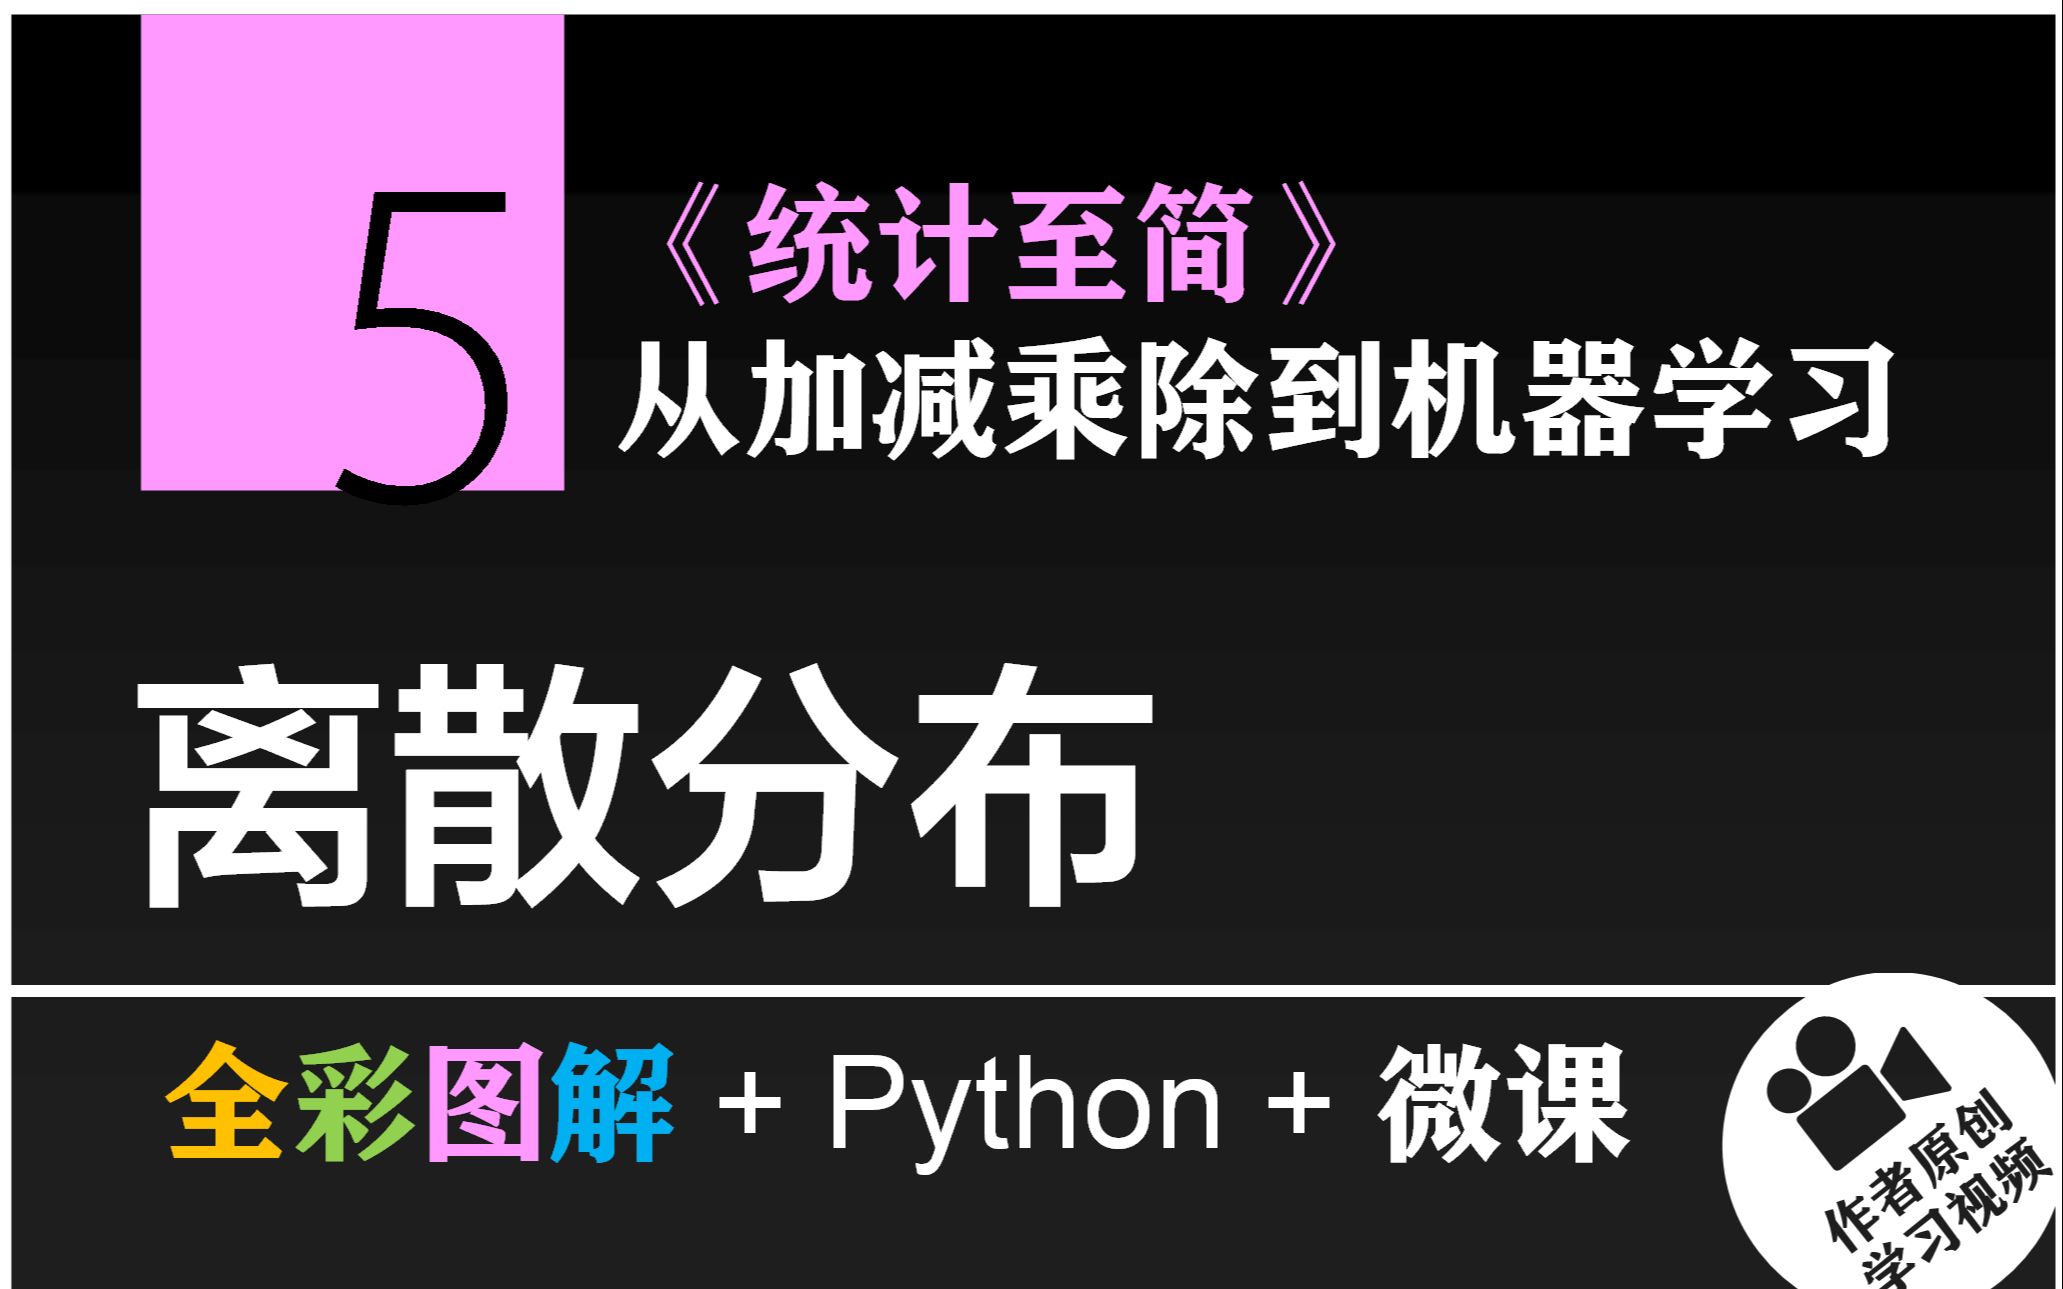 5
《统计至简》
从加减乘除到机器学习
离散分布
全彩图解 + Python + 微课
作者原创
学习视频